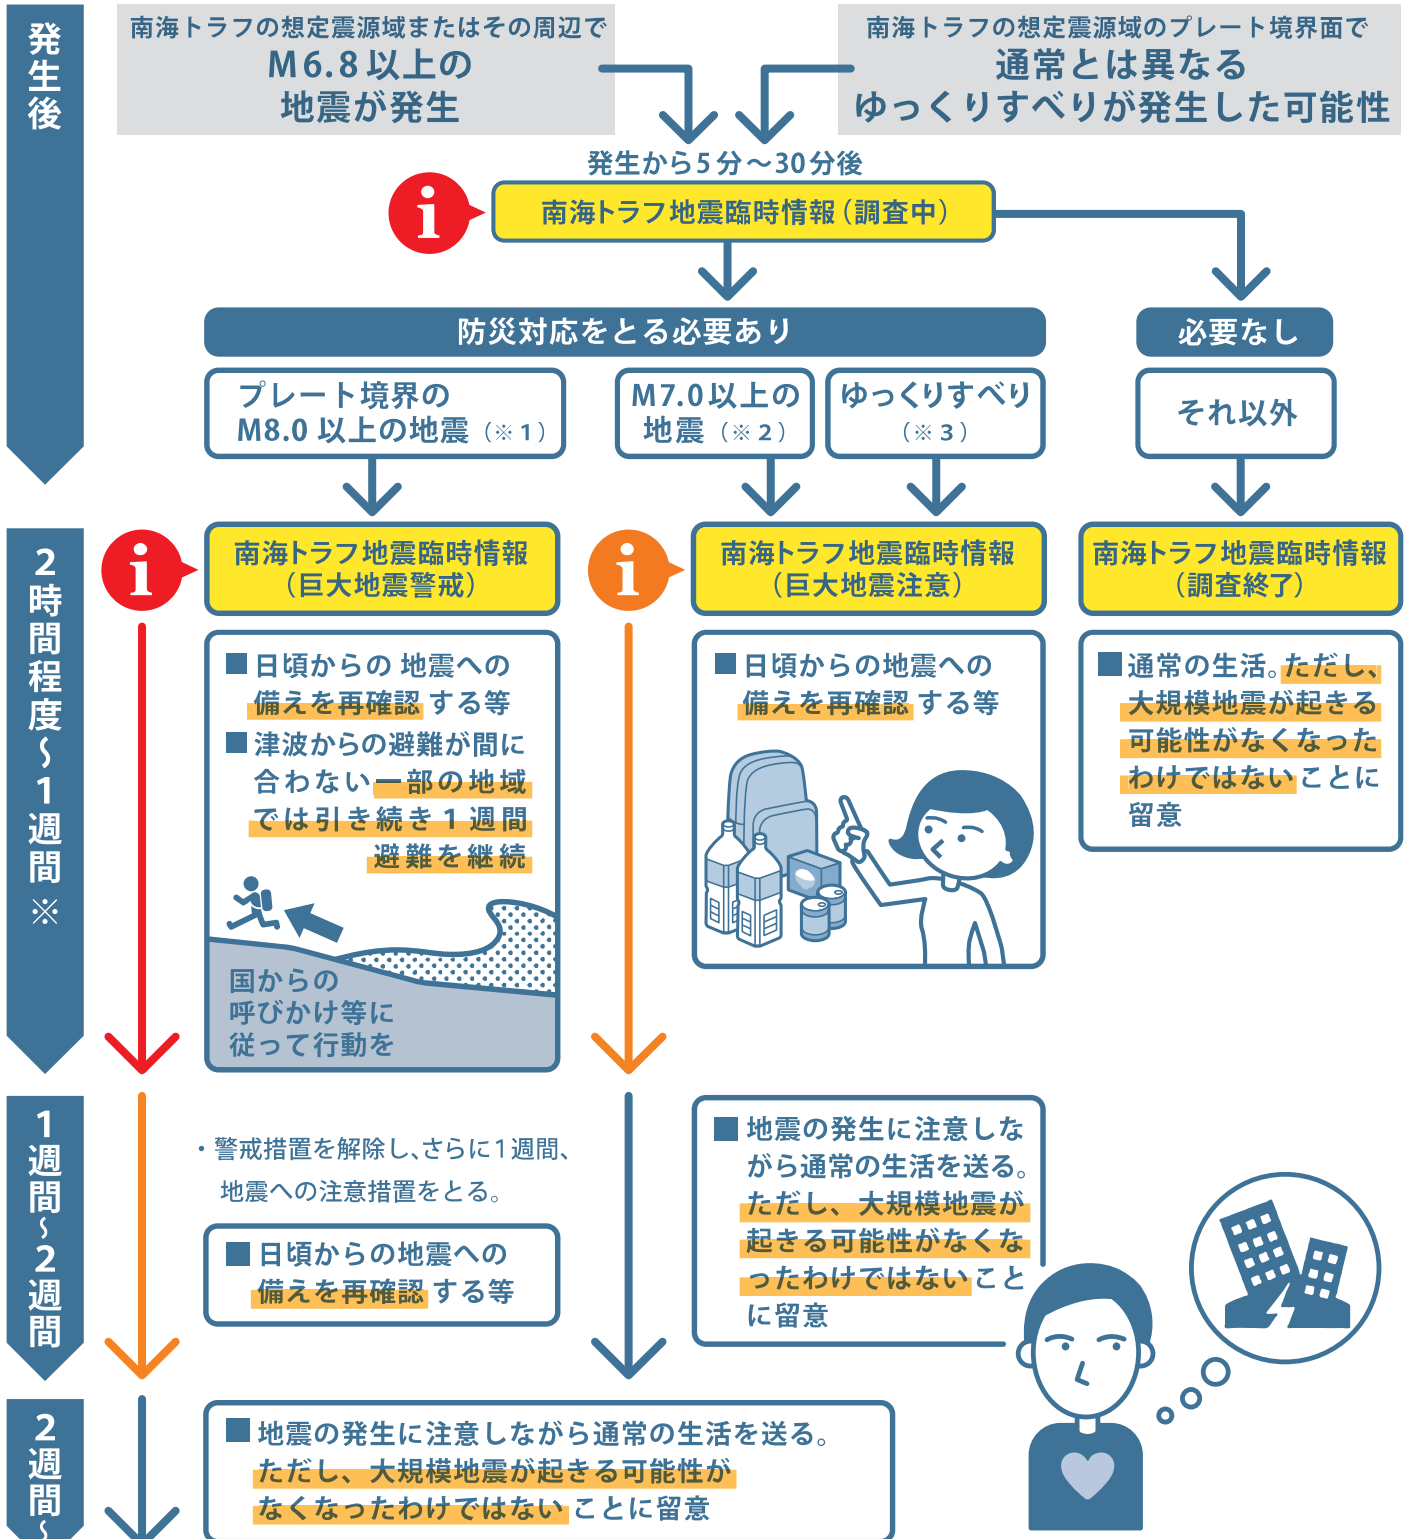 発生後
南海トラフの想定震源域またはその周辺で
M6.8以上の
地震が発生
南海トラフの想定震源域のプレート境界面で
通常とは異なる
ゆっくりすべりが発生した可能性
発生から5分～30分後
i
南海トラフ地震臨時情報（調査中）
防災対応をとる必要あり
必要なし
プレート境界の
M8.0 以上の地震（※1）
M7.0以上の
地震（※2）
ゆっくりすべり
（※3）
それ以外
2時間程度～1週間※
i
南海トラフ地震臨時情報
（巨大地震警戒）
i
南海トラフ地震臨時情報
（巨大地震注意）
南海トラフ地震臨時情報
（調査終了）
■日頃からの 地震への
備えを再確認 する等
■津波からの避難が間に
合わない一部の地域
では引き続き1週間
避難を継続
国からの
呼びかけ等に
従って行動を
■日頃からの地震への
備えを再確認 する等
■通常の生活。ただし、
大規模地震が起きる
可能性がなくなった
わけではないことに
留意
1週間～2週間
・警戒措置を解除し、さらに1週間、
地震への注意措置をとる。
■日頃からの地震への
備えを再確認 する等
■地震の発生に注意しな
がら通常の生活を送る。
ただし、大規模地震が
起きる可能性がなくな
ったわけではないこと
に留意
2週間～
■地震の発生に注意しながら通常の生活を送る。
ただし、大規模地震が起きる可能性が
なくなったわけではない ことに留意